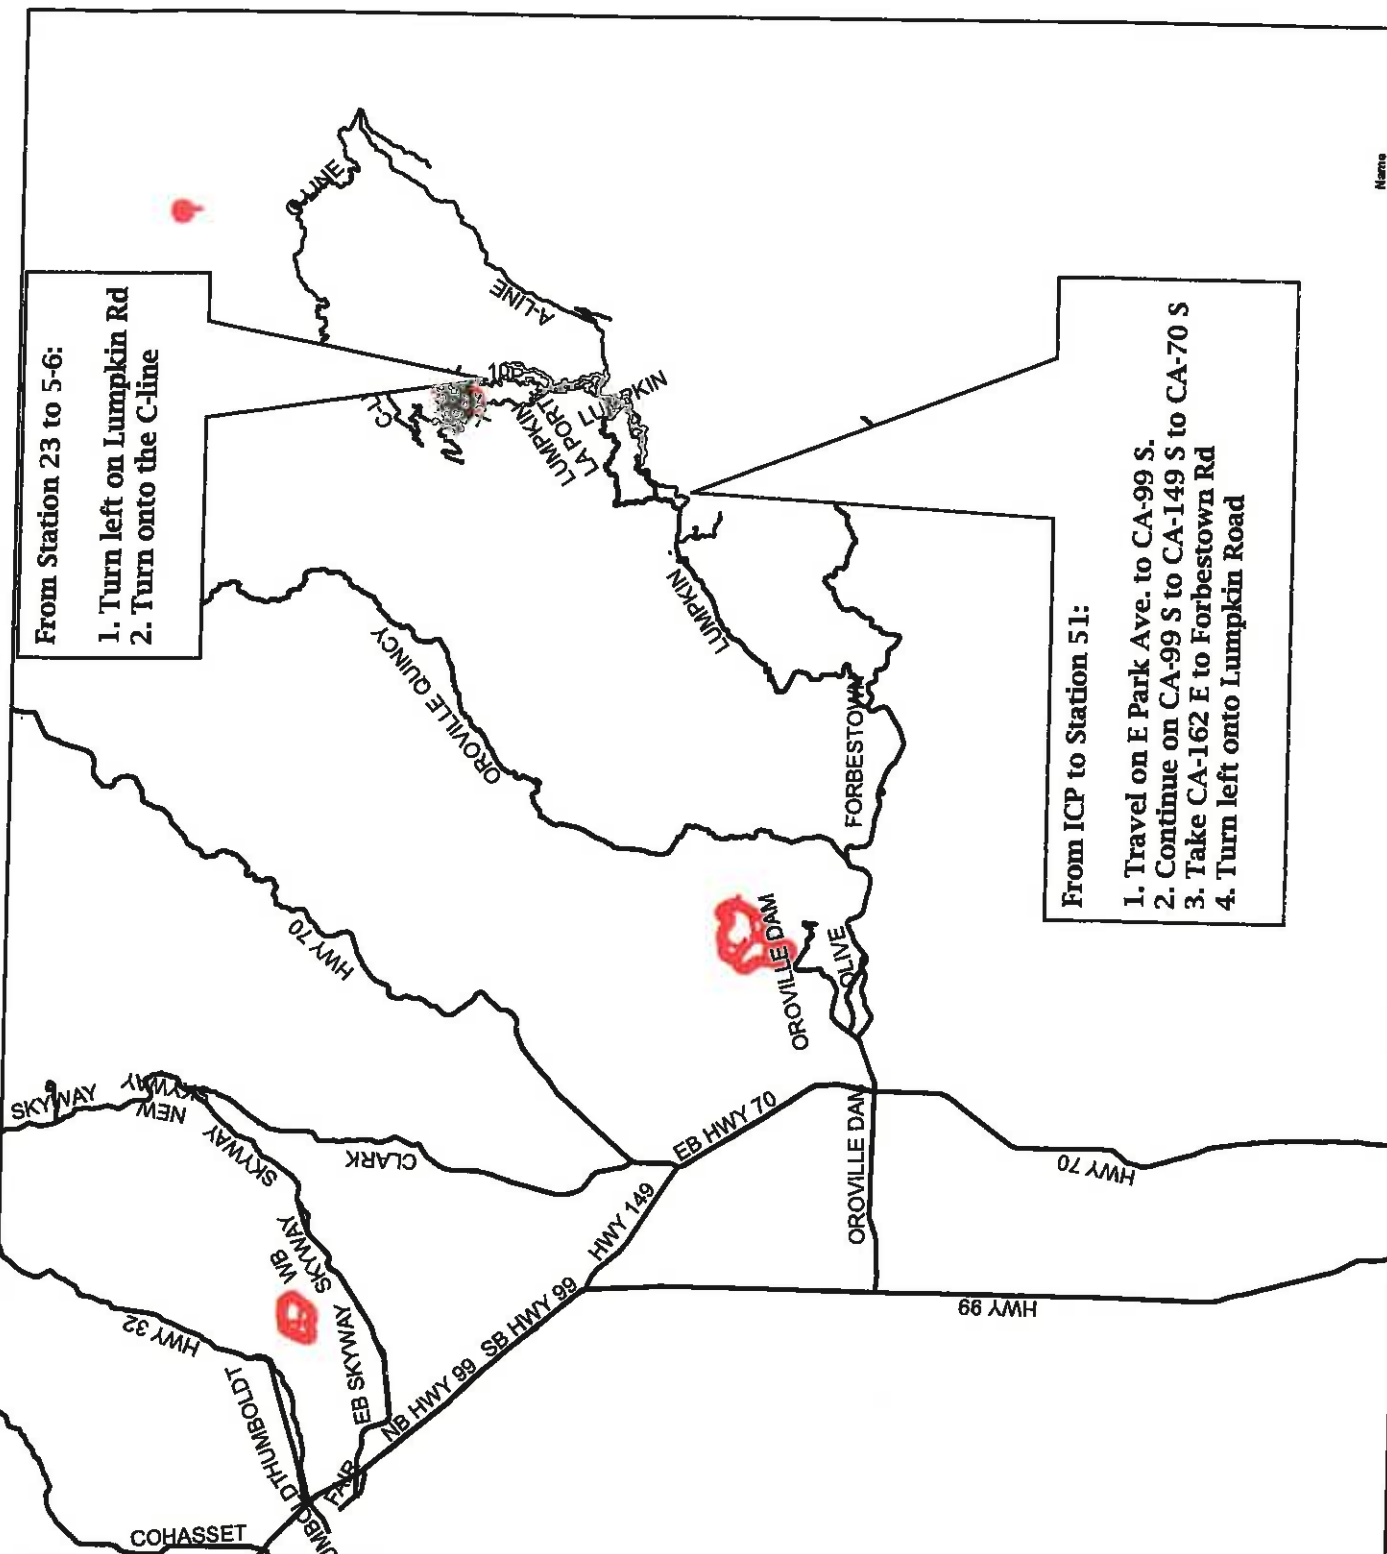 From Station 23 to 5-6:
1. Turn left on Lumpkin Rd
2. Turn onto the C-line
From ICP to Station 51:
1. Travel on E Park Ave. to CA-99 S.
2. Continue on CA-99 S to CA-149 S to CA-70 S
3. Take CA-162 E to Forbestown Rd
4. Turn left onto Lumpkin Road
Name
LINE
A-LINE
LUMPKIN
LA PORT
LUMPKIN
OROVILLE QUINCY
FORBESTOWN
HWY 70
OROVILLE DAM
OLIVE
SKYWAY
NEW
SKYWAY
SKYWAY
CLARK
EB HWY 70
HWY 149
OROVILLE DAM
HWY 70
HWY 99
SB HWY 99
NB HWY 99
WB
SKYWAY
SKYWAY
EB SKYWAY
HWY 32
HUMBOLDT
FAIR
COHASSET